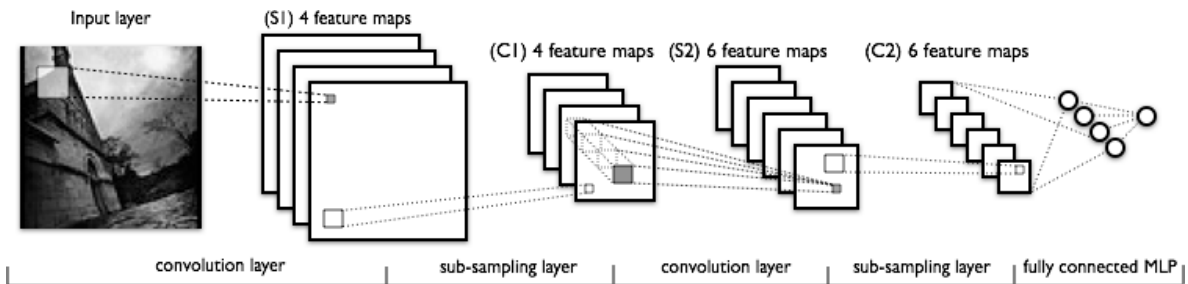 Input layer
(S1) 4 feature maps
(C1) 4 feature maps
(S2) 6 feature maps
(C2) 6 feature maps
convolution layer
sub-sampling layer
convolution layer
sub-sampling layer
fully connected MLP